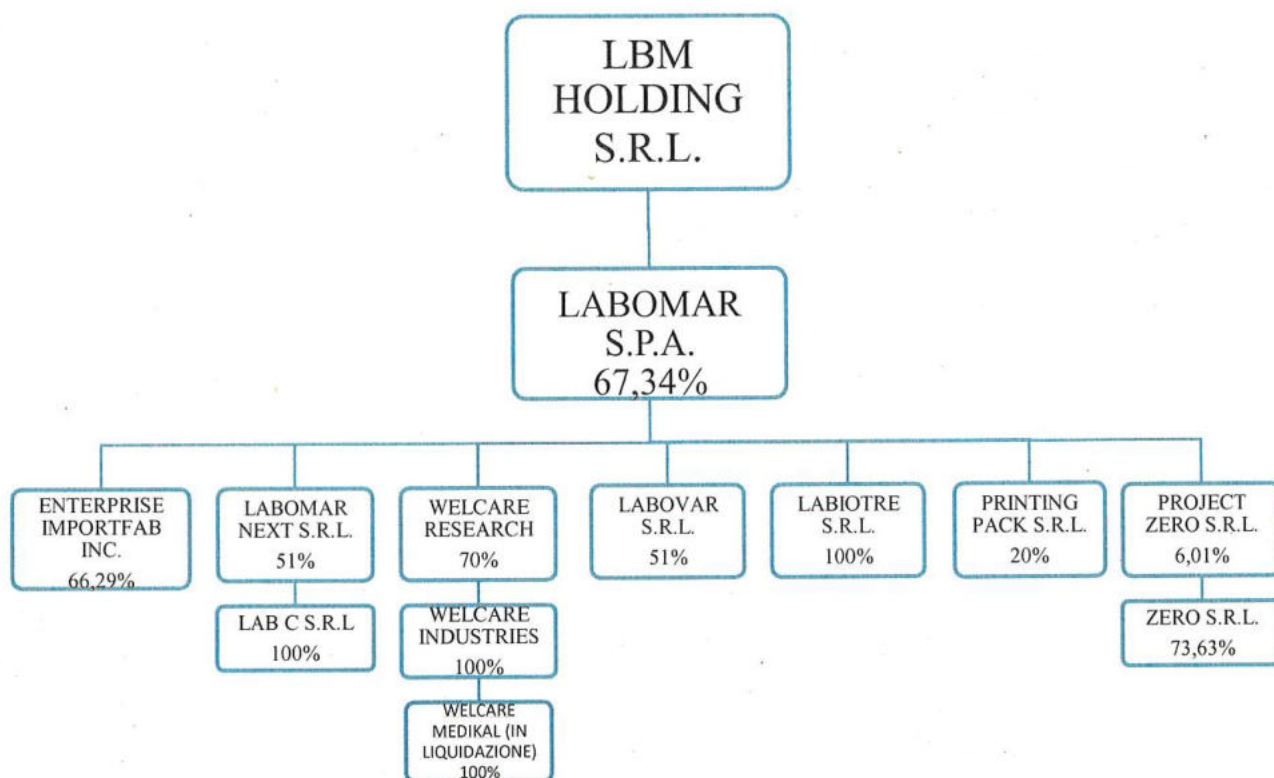 LBM
HOLDING
S.R.L.
LABOMAR
S.P.A.
67,34%
ENTERPRISE
IMPORTFAB
INC.
66,29%
LABOMAR
NEXT S.R.L.
51%
WELCARE
RESEARCH
70%
LABOVAR
S.R.L.
51%
LABIOTRE
S.R.L.
100%
PRINTING
PACK S.R.L.
20%
PROJECT
ZERO S.R.L.
6,01%
LAB C S.R.L
100%
WELCARE
INDUSTRIES
100%
ZERO S.R.L.
73,63%
WELCARE
MEDIKAL (IN
LIQUIDAZIONE)
100%